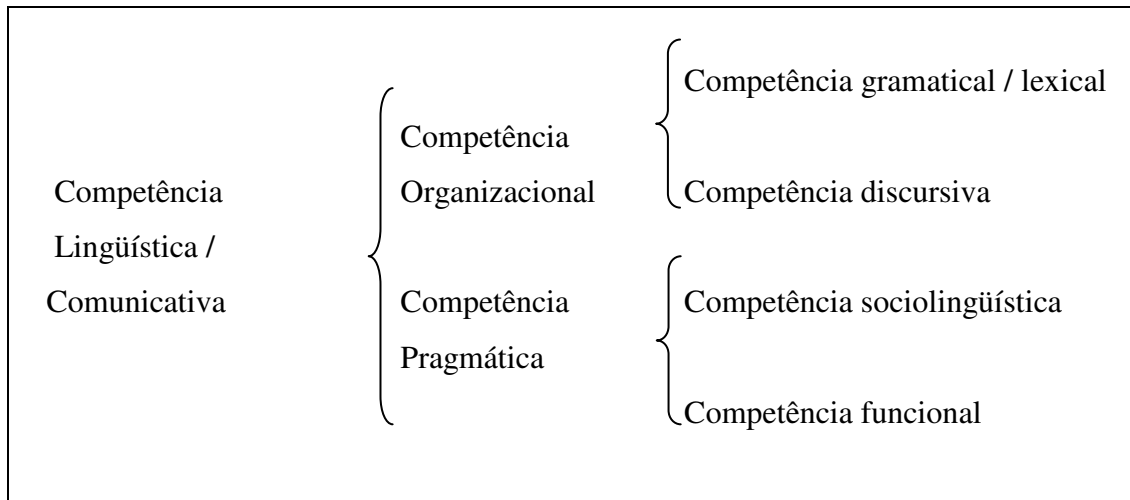 Competência
Lingüística /
Comunicativa
Competência
Organizacional
Competência gramatical / lexical
Competência discursiva
Competência
Pragmática
Competência sociolingüística
Competência funcional